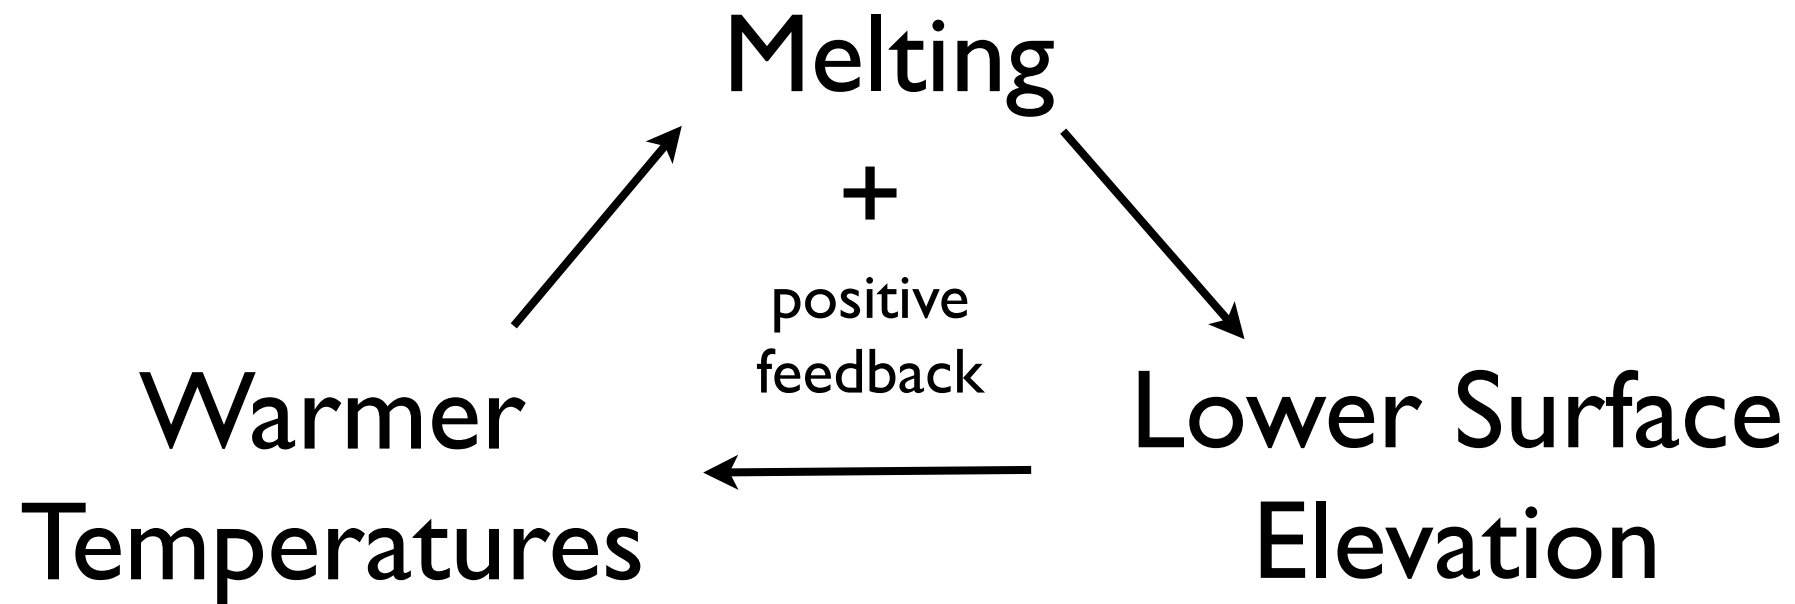 Melting
+
positive
feedback
Warmer
Temperatures
Lower Surface
Elevation